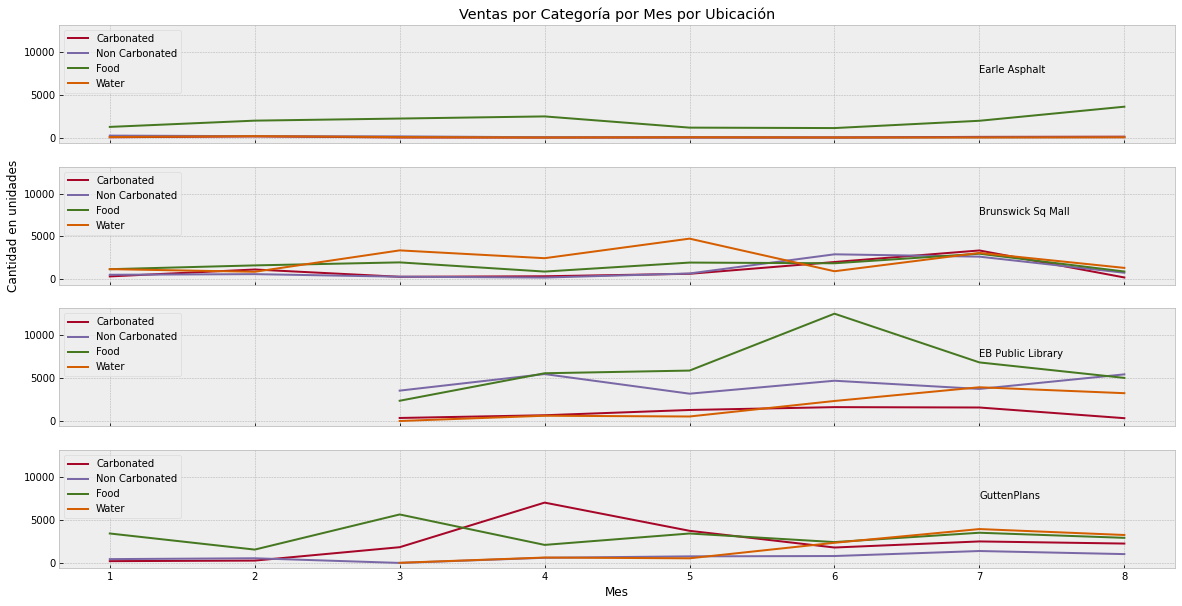 Ventas por Categoría por Mes por Ubicación
Cantidad en unidades
Carbonated
Non Carbonated
Food
Water
10000
5000
0
Earle Asphalt
Carbonated
Non Carbonated
Food
Water
10000
5000
0
Brunswick Sq Mall
Carbonated
Non Carbonated
Food
Water
10000
5000
0
EB Public Library
Carbonated
Non Carbonated
Food
Water
10000
5000
0
GuttenPlans
1 2 3 4 5 6 7 8
Mes